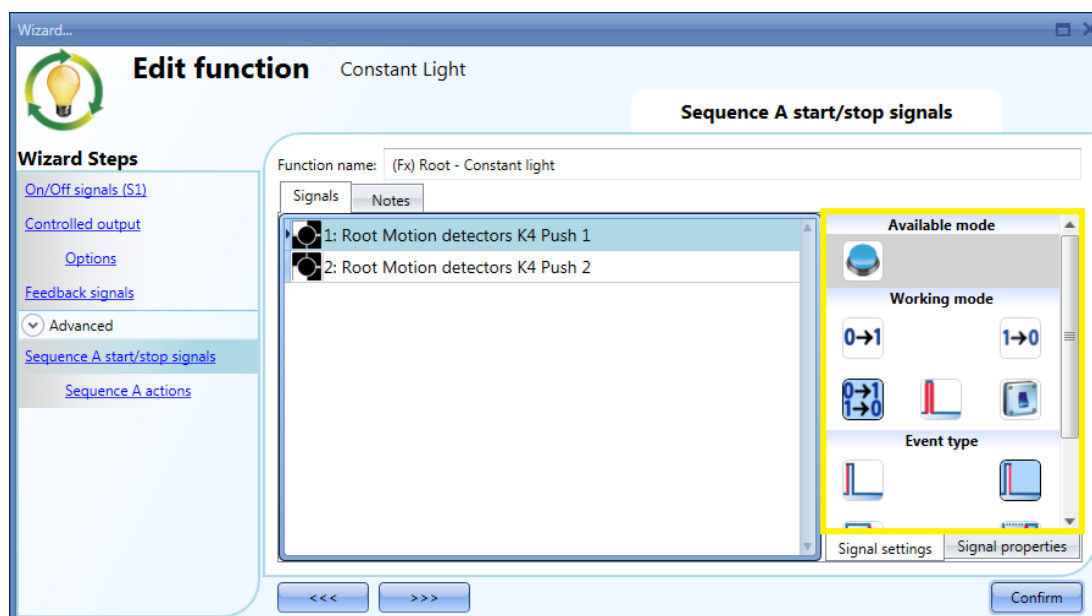 Wizard...
Edit function Constant Light
Sequence A start/stop signals
Wizard Steps
On/Off signals (S1)
Controlled output
Options
Feedback signals
Advanced
Sequence A start/stop signals
Sequence A actions
Function name: (Fx) Root - Constant light
Signals Notes
1: Root Motion detectors K4 Push 1
2: Root Motion detectors K4 Push 2
Available mode
Working mode
0→1 1→0
0→1
1→0
Event type
Signal settings Signal properties
<<< >>> Confirm